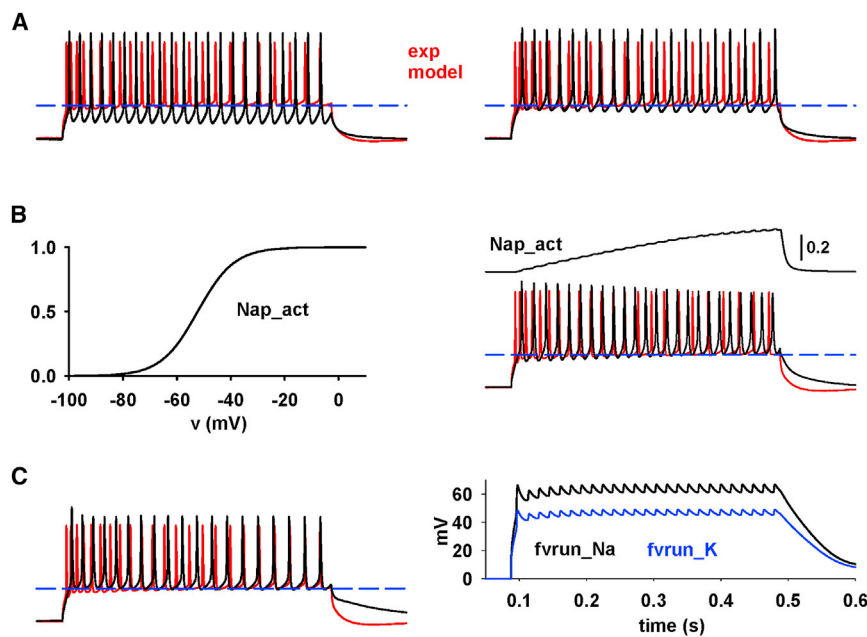 A
exp
model
B
1.0
0.5
0.0
Nap_act
-100 -80 -60 -40 -20 0
v (mV)
Nap_act
0.2
C
60
40
20
0
mV
fvrun_Na fvrun_K
0.1 0.2 0.3 0.4 0.5 0.6
time (s)